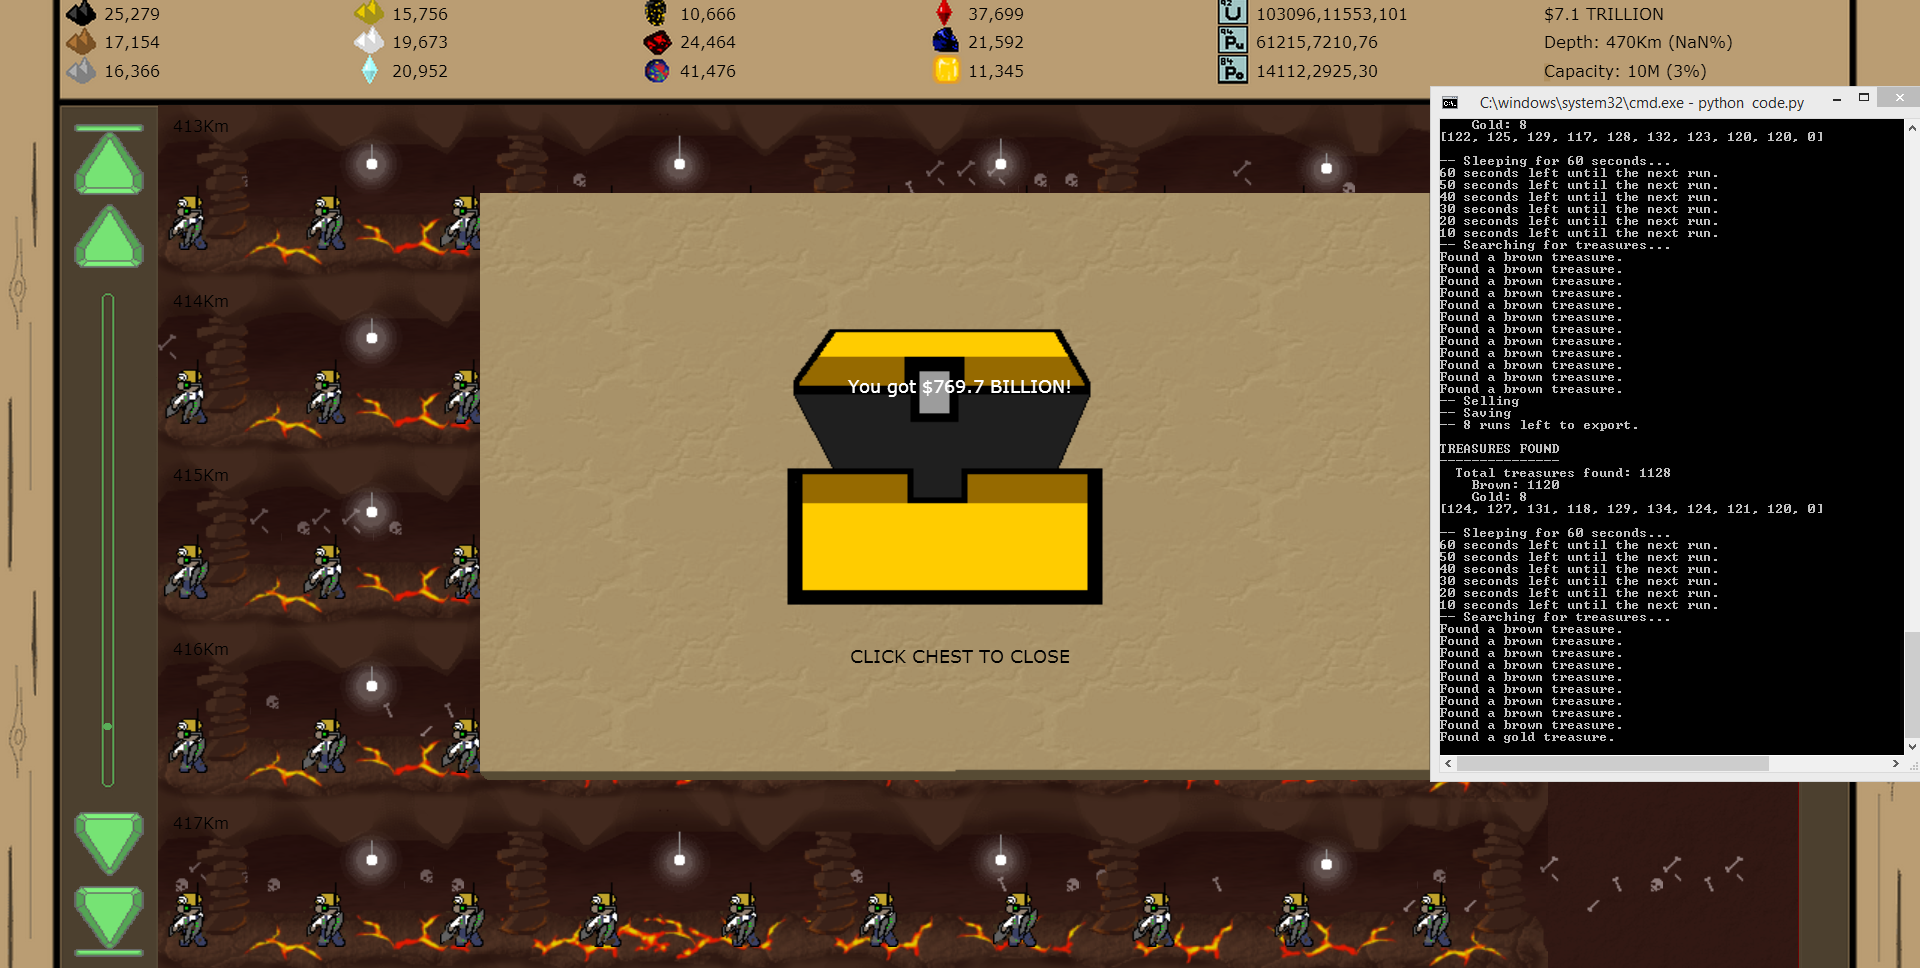 25,279
15,756
10,666
37,699
92
U
103096,11553,101
$7.1 TRILLION
17,154
19,673
24,464
21,592
94
Pu
61215,7210,76
Depth: 470Km (NaN%)
16,366
20,952
41,476
11,345
84
Po
14112,2925,30
Capacity: 10M (3%)
413Km
414Km
415Km
416Km
417Km
You got $769.7 BILLION!
CLICK CHEST TO CLOSE
C:\windows\system32\cmd.exe - python  code.py
Gold: 8
[122, 125, 129, 117, 128, 132, 123, 120, 120, 0]
-- Sleeping for 60 seconds...
60 seconds left until the next run.
50 seconds left until the next run.
40 seconds left until the next run.
30 seconds left until the next run.
20 seconds left until the next run.
10 seconds left until the next run.
-- Searching for treasures...
Found a brown treasure.
Found a brown treasure.
Found a brown treasure.
Found a brown treasure.
Found a brown treasure.
Found a brown treasure.
Found a brown treasure.
Found a brown treasure.
Found a brown treasure.
Found a brown treasure.
Found a brown treasure.
Found a brown treasure.
-- Selling
-- Saving
-- 8 runs left to export.
TREASURES FOUND
---------------
Total treasures found: 1128
Brown: 1120
Gold: 8
[124, 127, 131, 118, 129, 134, 124, 121, 120, 0]
-- Sleeping for 60 seconds...
60 seconds left until the next run.
50 seconds left until the next run.
40 seconds left until the next run.
30 seconds left until the next run.
20 seconds left until the next run.
10 seconds left until the next run.
-- Searching for treasures...
Found a brown treasure.
Found a brown treasure.
Found a brown treasure.
Found a brown treasure.
Found a brown treasure.
Found a brown treasure.
Found a brown treasure.
Found a brown treasure.
Found a brown treasure.
Found a gold treasure.